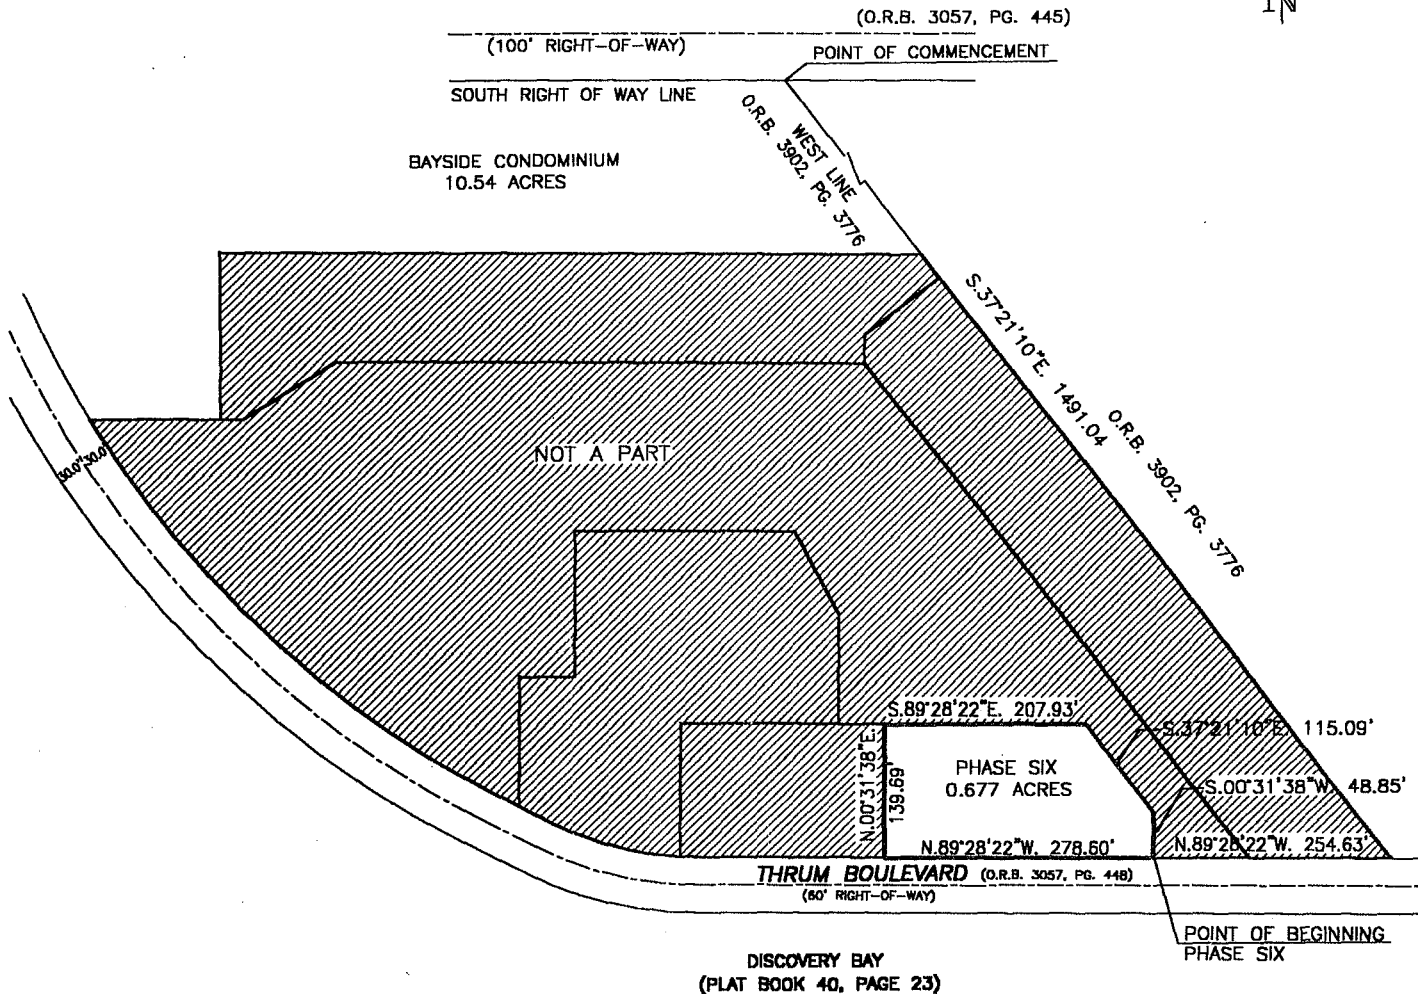 (O.R.B. 3057, PG. 445)
N
(100' RIGHT-OF-WAY)
POINT OF COMMENCEMENT
SOUTH RIGHT OF WAY LINE
WEST LINE
O.R.B. 3902, PG. 3776
BAYSIDE CONDOMINIUM
10.54 ACRES
S.37°21'10"E. 1491.04
O.R.B. 3902, PG. 3776
30.0' 30.0'
NOT A PART
S.89°28'22"E. 207.93'
S.37°21'10"E. 115.09'
N.00°31'38"E.
139.69'
PHASE SIX
0.677 ACRES
S.00°31'38"W. 48.85'
N.89°28'22"W. 278.60'
N.89°28'22"W. 254.63'
THRUM BOULEVARD (O.R.B. 3057, PG. 448)
(60' RIGHT-OF-WAY)
POINT OF BEGINNING
PHASE SIX
DISCOVERY BAY
(PLAT BOOK 40, PAGE 23)